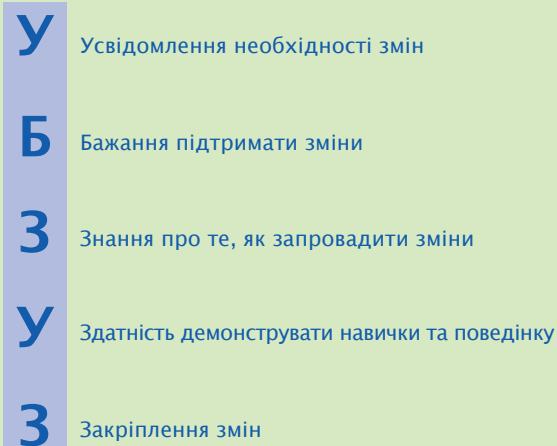 У Усвідомлення необхідності змін
Б Бажання підтримати зміни
З Знання про те, як запровадити зміни
У Здатність демонструвати навички та поведінку
З Закріплення змін